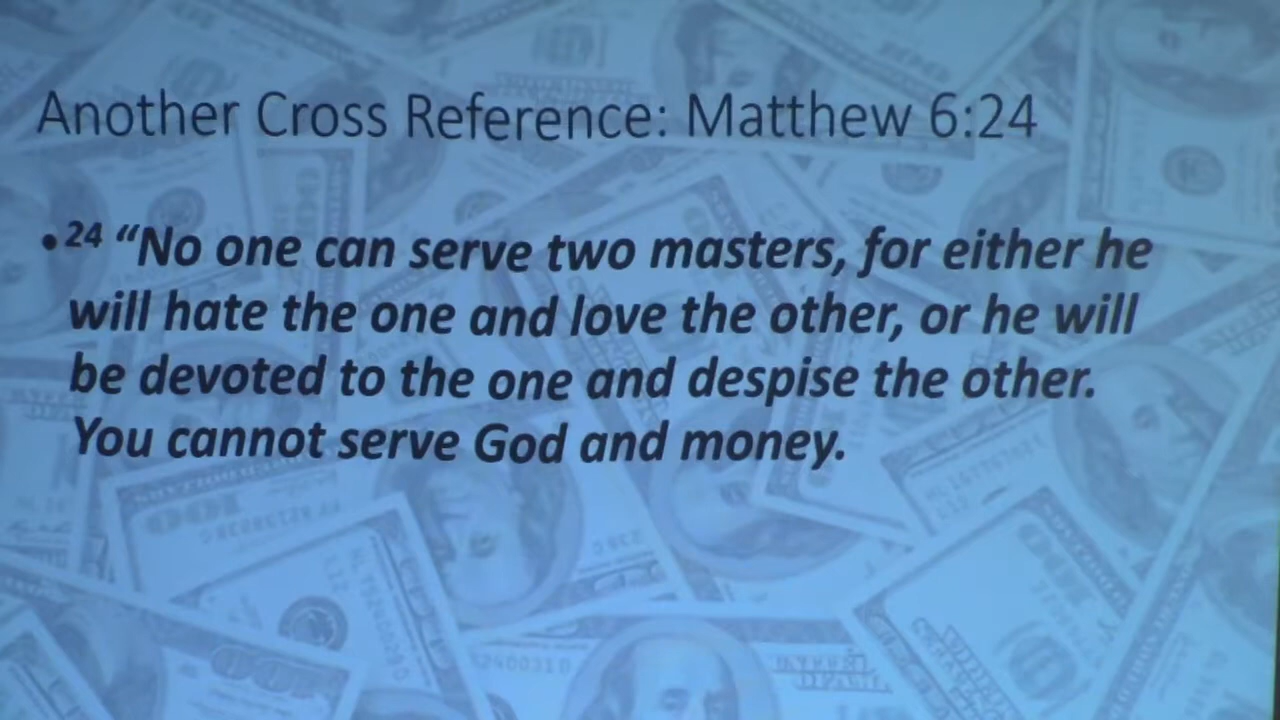 Another Cross Reference: Matthew 6:24
•24 “No one can serve two masters, for either he
will hate the one and love the other, or he will
be devoted to the one and despise the other.
You cannot serve God and money.